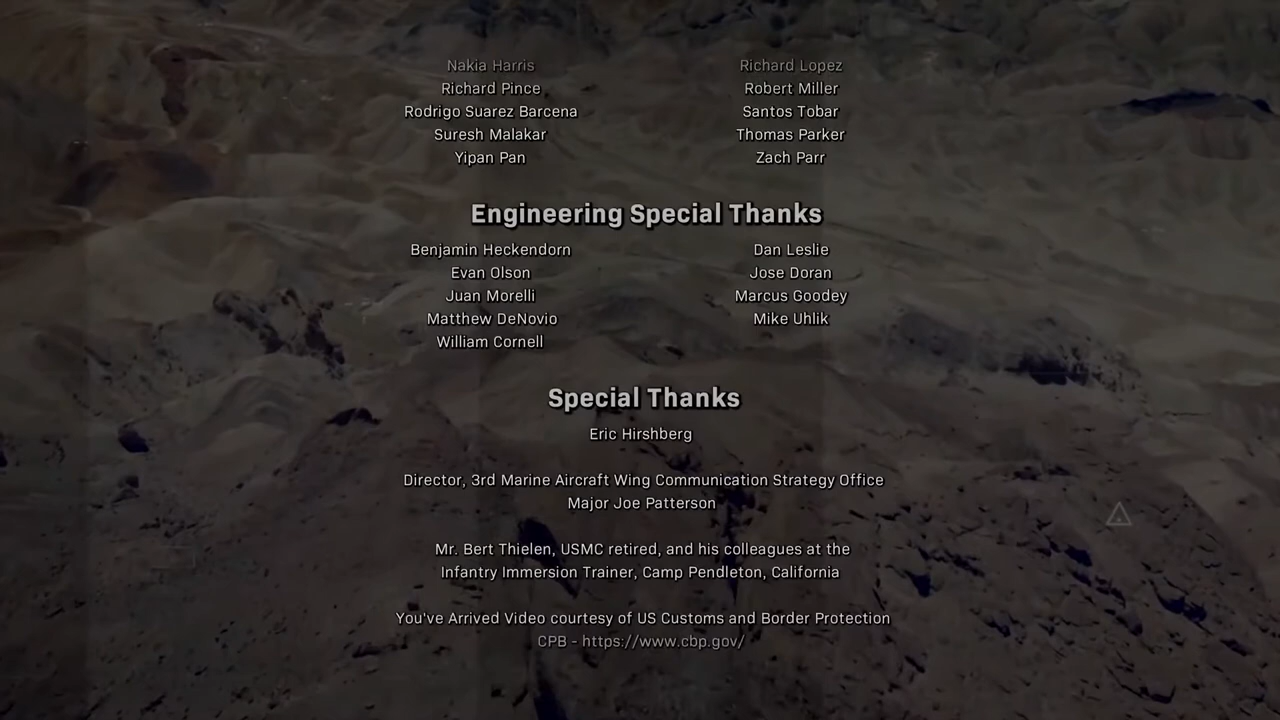 Nakia Harris
Richard Pince
Rodrigo Suarez Barcena
Suresh Malakar
Yipan Pan
Richard Lopez
Robert Miller
Santos Tobar
Thomas Parker
Zach Parr
Engineering Special Thanks
Benjamin Heckendorn
Evan Olson
Juan Morelli
Matthew DeNovio
William Cornell
Dan Leslie
Jose Doran
Marcus Goodey
Mike Uhlik
Special Thanks
Eric Hirshberg
Director, 3rd Marine Aircraft Wing Communication Strategy Office
Major Joe Patterson
Mr. Bert Thielen, USMC retired, and his colleagues at the
Infantry Immersion Trainer, Camp Pendleton, California
You've Arrived Video courtesy of US Customs and Border Protection
CPB - https://www.cbp.gov/